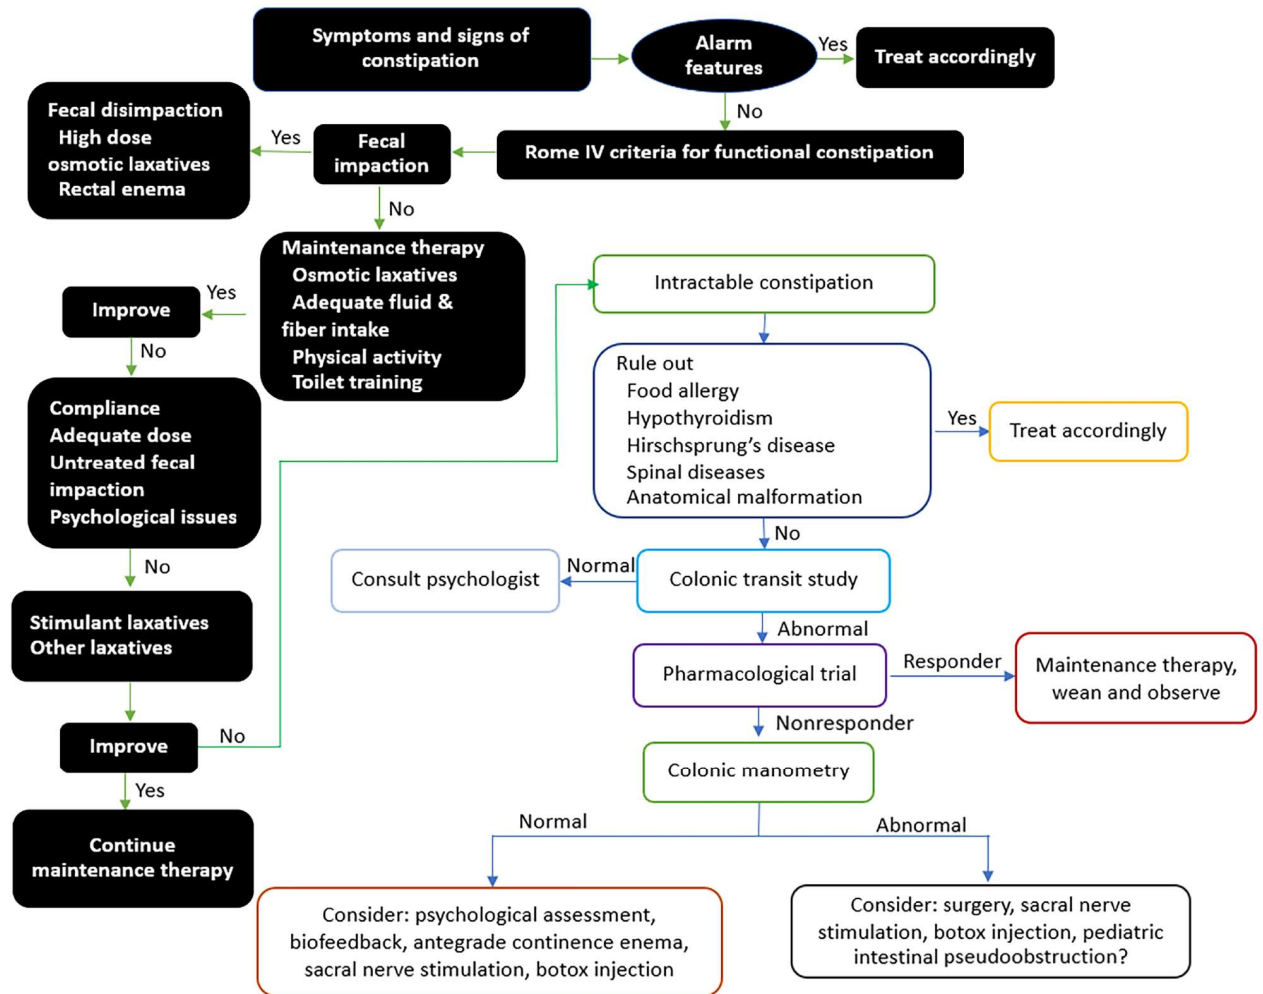 Symptoms and signs of
constipation
Alarm
features
Yes
Treat accordingly
No
Rome IV criteria for functional constipation
Fecal
impaction
Yes
Fecal disimpaction
High dose
osmotic laxatives
Rectal enema
No
Maintenance therapy
Osmotic laxatives
Adequate fluid &
fiber intake
Physical activity
Toilet training
Yes
Improve
No
Compliance
Adequate dose
Untreated fecal
impaction
Psychological issues
No
Stimulant laxatives
Other laxatives
Improve
No
Yes
Continue
maintenance therapy
Intractable constipation
Rule out
Food allergy
Hypothyroidism
Hirschsprung's disease
Spinal diseases
Anatomical malformation
Yes
Treat accordingly
No
Colonic transit study
Normal
Consult psychologist
Abnormal
Pharmacological trial
Responder
Maintenance therapy,
wean and observe
Nonresponder
Colonic manometry
Normal
Abnormal
Consider: psychological assessment,
biofeedback, antegrade continence enema,
sacral nerve stimulation, botox injection
Consider: surgery, sacral nerve
stimulation, botox injection, pediatric
intestinal pseudoobstruction?